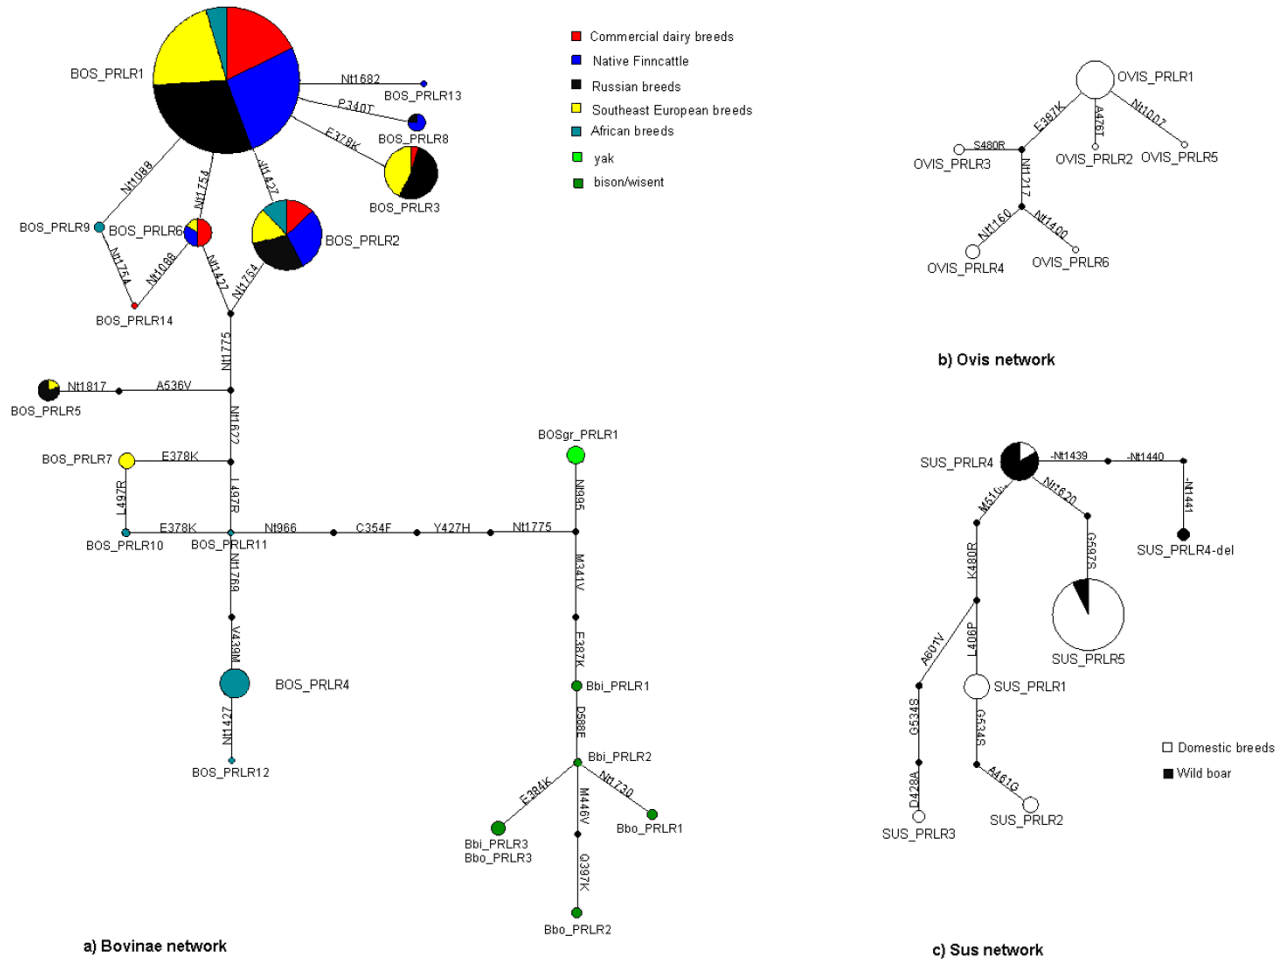 BOS_PRLR1
Nt1682
BOS_PRLR13
P340T
BOS_PRLR8
E378K
BOS_PRLR3
Nt1088
Nt1754
Nt1427
BOS_PRLR9
BOS_PRLR6
BOS_PRLR2
Nt1754
Nt1088
Nt1427
Nt1754
BOS_PRLR14
Nt1775
Nt1817
A536V
BOS_PRLR5
Nt1622
BOS_PRLR7
E378K
L497R
L497R
E378K
BOS_PRLR10
BOS_PRLR11
Nt966
C354F
Y427H
Nt1775
BOSgr_PRLR1
Nt995
Nt1769
V439M
BOS_PRLR4
Nt1427
BOS_PRLR12
M341V
E387K
Bbi_PRLR1
D588E
Bbi_PRLR2
E384K
M446V
Nt1730
Bbi_PRLR3
Bbo_PRLR3
Bbo_PRLR1
Q397K
Bbo_PRLR2
a) Bovinae network
Commercial dairy breeds
Native Finncattle
Russian breeds
Southeast European breeds
African breeds
yak
bison/wisent
OVIS_PRLR1
E397K
A476T
Nt1007
S480R
OVIS_PRLR3
OVIS_PRLR2
OVIS_PRLR5
Nt1217
Nt1160
Nt1400
OVIS_PRLR4
OVIS_PRLR6
b) Ovis network
SUS_PRLR4
-Nt1439
-Nt1440
-Nt1441
SUS_PRLR4-del
Nt1620
G597S
SUS_PRLR5
K480R
A601V
L406P
SUS_PRLR1
G534S
G534S
D428A
SUS_PRLR3
A461G
SUS_PRLR2
Domestic breeds
Wild boar
c) Sus network